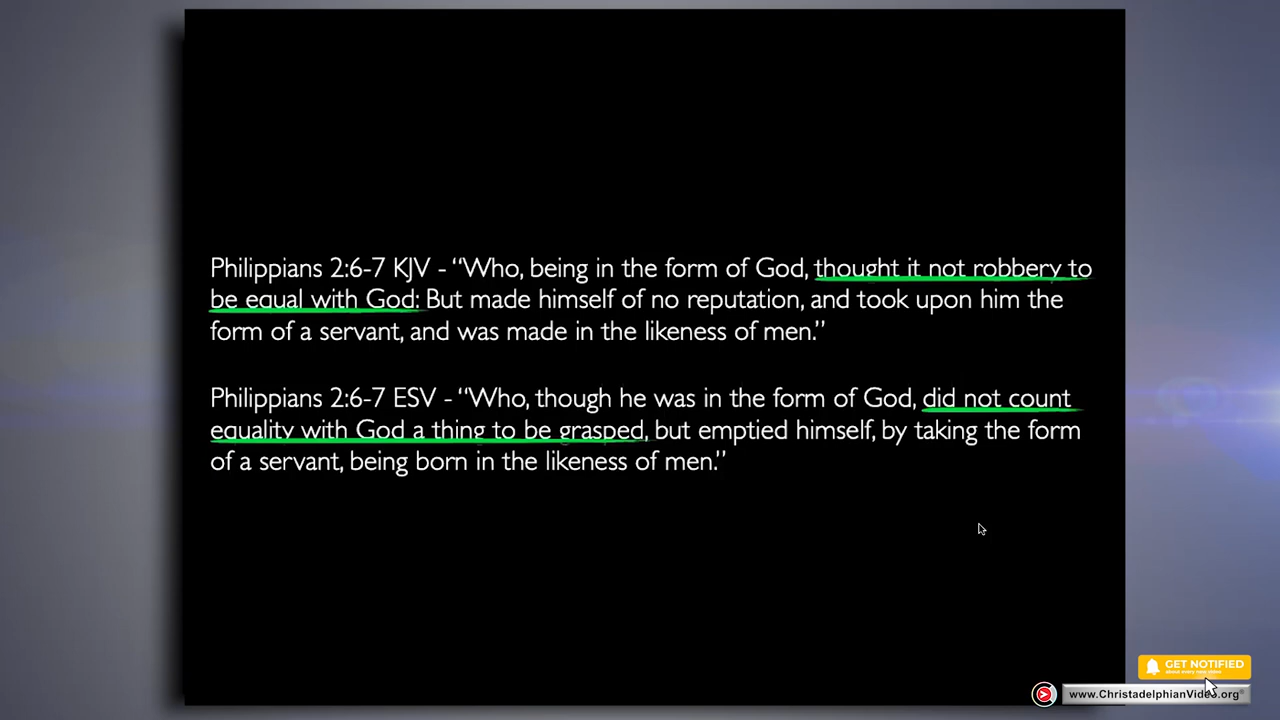 Philippians 2:6-7 KJV - “Who, being in the form of God, thought it not robbery to
be equal with God: But made himself of no reputation, and took upon him the
form of a servant, and was made in the likeness of men.”
Philippians 2:6-7 ESV - “Who, though he was in the form of God, did not count
equality with God a thing to be grasped, but emptied himself, by taking the form
of a servant, being born in the likeness of men.”
GET NOTIFIED
about every new video
www.ChristadelphianVideo.org